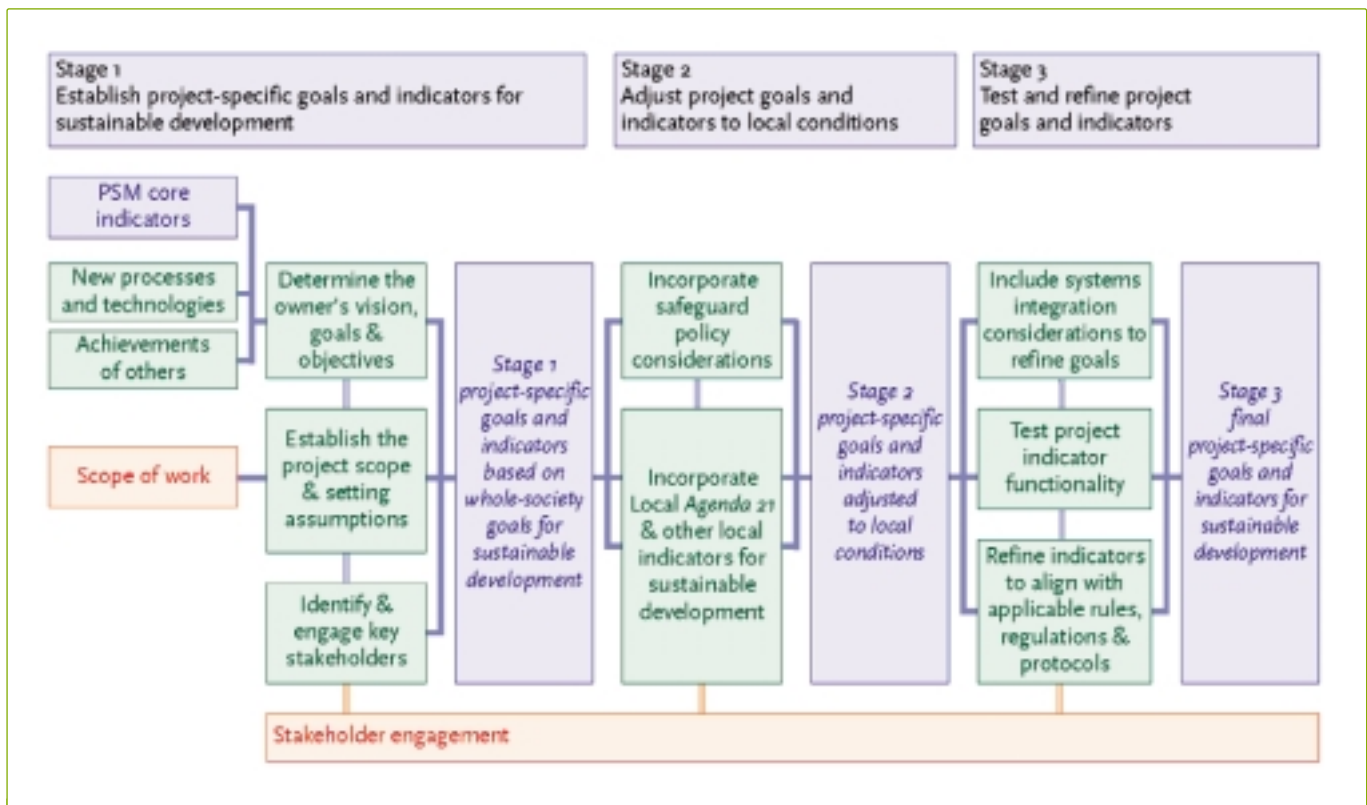 Stage 1
Establish project-specific goals and indicators for
sustainable development
Stage 2
Adjust project goals and
indicators to local conditions
Stage 3
Test and refine project
goals and indicators
PSM core
indicators
New processes
and technologies
Achievements
of others
Scope of work
Determine the
owner's vision,
goals &
objectives
Establish the
project scope
& setting
assumptions
Identify &
engage key
stakeholders
Stage 1
project-specific
goals and
indicators
based on
whole-society
goals for
sustainable
development
Incorporate
safeguard
policy
considerations
Incorporate
Local Agenda 21
& other local
indicators for
sustainable
development
Stage 2
project-specific
goals and
indicators
adjusted
to local
conditions
Include systems
integration
considerations to
refine goals
Test project
indicator
functionality
Refine indicators
to align with
applicable rules,
regulations &
protocols
Stage 3
final
project-specific
goals and
indicators for
sustainable
development
Stakeholder engagement